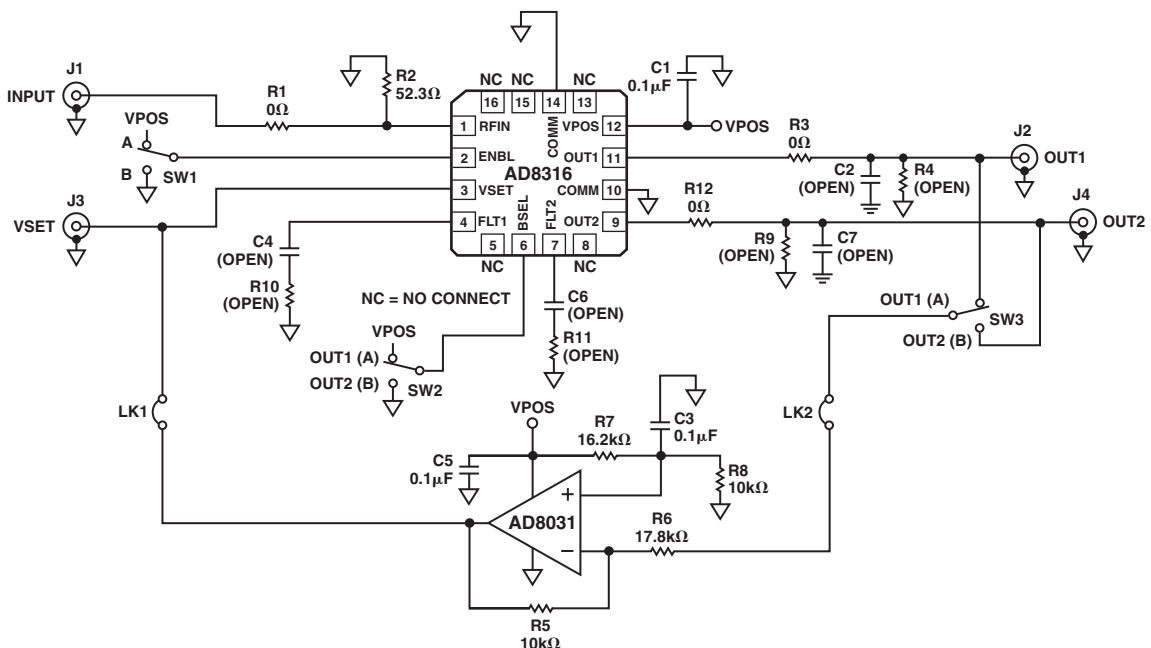 J1
INPUT
R1
0Ω
R2
52.3Ω
VPOS
A
B
SW1
J3
VSET
C4
(OPEN)
R10
(OPEN)
NC NC
NC
16
15
14
13
1 RFIN
2 ENBL
3 VSET
4 FLT1
COMM
AD8316
BSEL
FLT2
VPOS 12
OUT1 11
COMM 10
OUT2 9
5
6
7
8
NC
NC
C1
0.1µF
VPOS
R3
0Ω
J2
OUT1
C2
(OPEN)
R4
(OPEN)
R12
0Ω
J4
OUT2
R9
(OPEN)
C7
(OPEN)
NC = NO CONNECT
C6
(OPEN)
R11
(OPEN)
VPOS
OUT1 (A)
OUT2 (B)
SW2
OUT1 (A)
SW3
OUT2 (B)
LK1
LK2
VPOS
R7
16.2kΩ
C3
0.1µF
C5
0.1µF
R8
10kΩ
+
AD8031
–
R6
17.8kΩ
R5
10kΩ